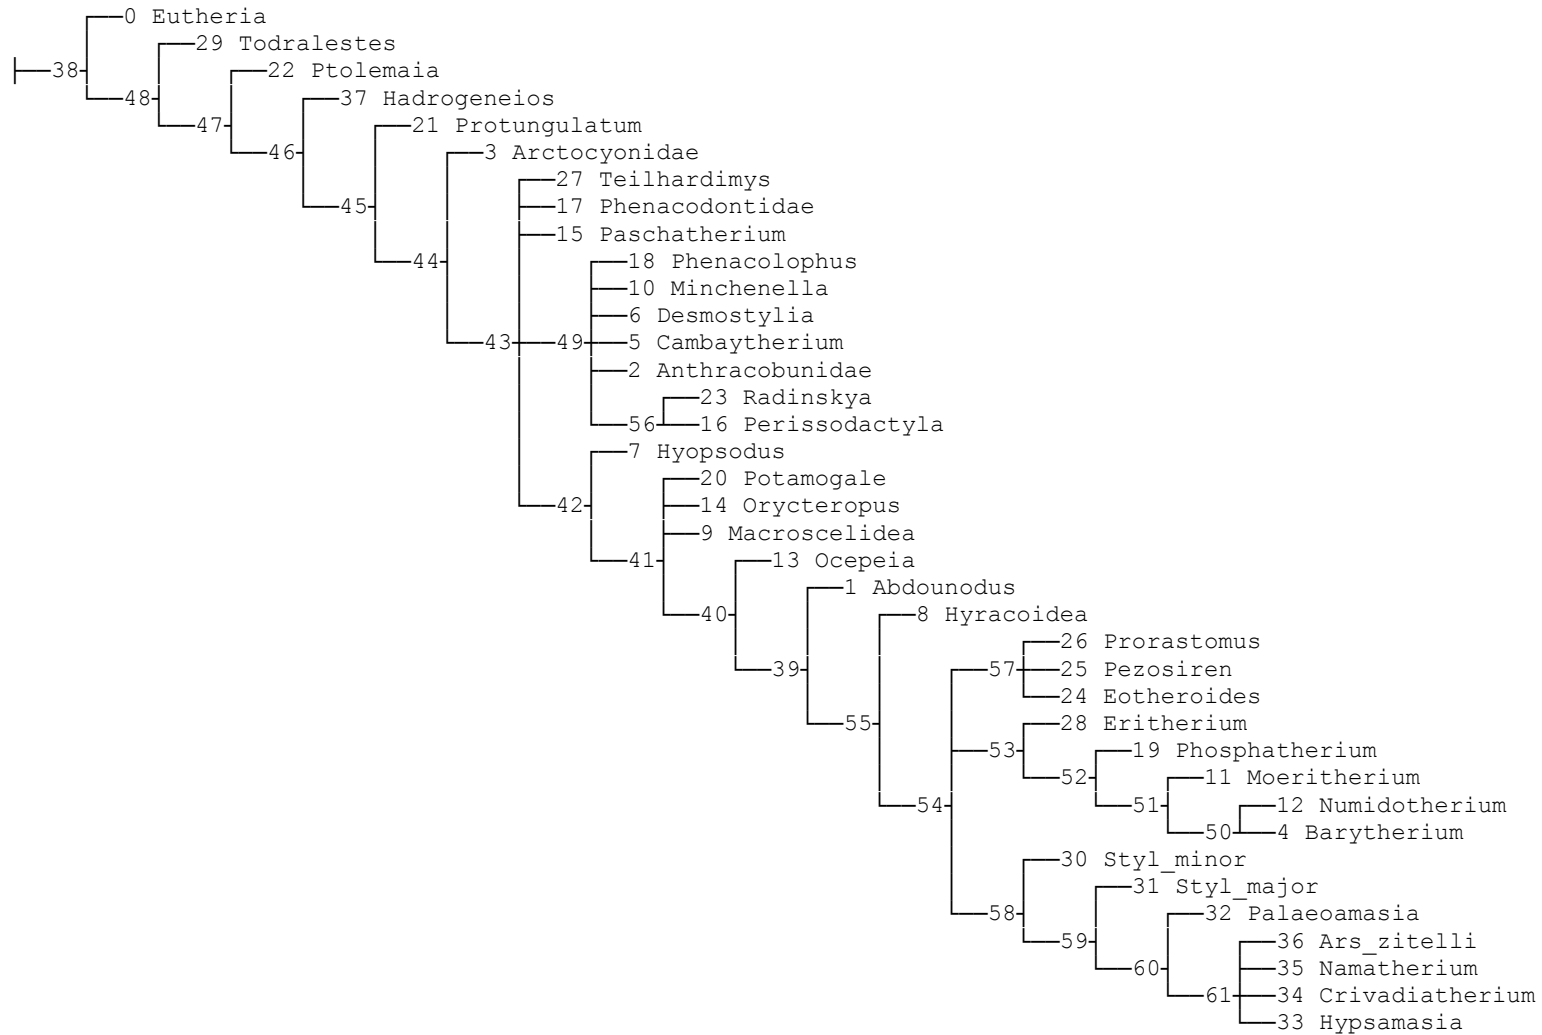 0 Eutheria
29 Todralestes
38 22 Ptolemaia
48 37 Hadrogeneios
47 21 Protungulatum
46 3 Arctocyonidae
27 Teilhardimys
45 17 Phenacodontidae
15 Paschatherium
44 18 Phenacolophus
10 Minchenella
6 Desmostylia
43 49 5 Cambaytherium
2 Anthracobunidae
23 Radinskya
56 16 Perissodactyla
7 Hyopsodus
20 Potamogale
42 14 Orycteropus
9 Macroscelidea
41 13 Ocepeia
1 Abdounodus
40 8 Hyracoidea
26 Prorastomus
39 57 25 Pezosiren
24 Eotheroides
55 28 Eritherium
53 19 Phosphatherium
52 11 Moeritherium
54 51 12 Numidotherium
50 4 Barytherium
30 Styl_minor
31 Styl_major
58 32 Palaeoamasia
59 36 Ars_zitelli
60 35 Namatherium
61 34 Crivadiatherium
33 Hypsamasia